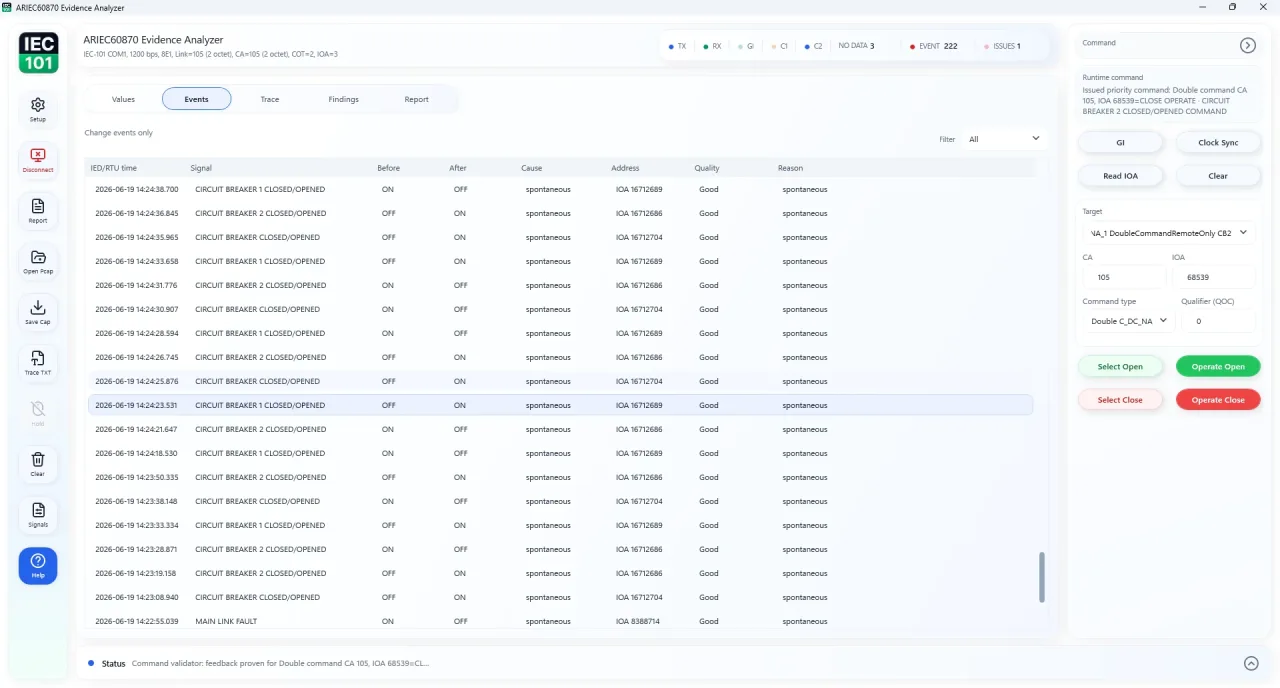 ARIEC60870 Evidence Analyzer
IEC 101
ARIEC60870 Evidence Analyzer
IEC-101 COM1, 1200 bps, 8E1, Link=105 (2 octet), CA=105 (2 octet), COT=2, IOA=3
TX RX GI C1 C2 NO DATA 3 EVENT 222 ISSUES 1
Setup
Disconnect
Report
Open Pcap
Save Cap
Trace TXT
Hold
Clear
Signals
Help
Values Events Trace Findings Report
Change events only
Filter All
IED/RTU time Signal Before After Cause Address Quality Reason
2026-06-19 14:24:38.700 CIRCUIT BREAKER 1 CLOSED/OPENED ON OFF spontaneous IOA 16712689 Good spontaneous
2026-06-19 14:24:36.845 CIRCUIT BREAKER 2 CLOSED/OPENED OFF ON spontaneous IOA 16712686 Good spontaneous
2026-06-19 14:24:35.965 CIRCUIT BREAKER CLOSED/OPENED OFF ON spontaneous IOA 16712704 Good spontaneous
2026-06-19 14:24:33.658 CIRCUIT BREAKER 1 CLOSED/OPENED OFF ON spontaneous IOA 16712689 Good spontaneous
2026-06-19 14:24:31.776 CIRCUIT BREAKER 2 CLOSED/OPENED ON OFF spontaneous IOA 16712686 Good spontaneous
2026-06-19 14:24:30.907 CIRCUIT BREAKER CLOSED/OPENED ON OFF spontaneous IOA 16712704 Good spontaneous
2026-06-19 14:24:28.594 CIRCUIT BREAKER 1 CLOSED/OPENED ON OFF spontaneous IOA 16712689 Good spontaneous
2026-06-19 14:24:26.745 CIRCUIT BREAKER 2 CLOSED/OPENED OFF ON spontaneous IOA 16712686 Good spontaneous
2026-06-19 14:24:25.876 CIRCUIT BREAKER CLOSED/OPENED OFF ON spontaneous IOA 16712704 Good spontaneous
2026-06-19 14:24:23.531 CIRCUIT BREAKER 1 CLOSED/OPENED OFF ON spontaneous IOA 16712689 Good spontaneous
2026-06-19 14:24:21.647 CIRCUIT BREAKER 2 CLOSED/OPENED ON OFF spontaneous IOA 16712686 Good spontaneous
2026-06-19 14:24:18.530 CIRCUIT BREAKER 1 CLOSED/OPENED ON OFF spontaneous IOA 16712689 Good spontaneous
2026-06-19 14:23:50.335 CIRCUIT BREAKER 2 CLOSED/OPENED OFF ON spontaneous IOA 16712686 Good spontaneous
2026-06-19 14:23:38.148 CIRCUIT BREAKER CLOSED/OPENED ON OFF spontaneous IOA 16712704 Good spontaneous
2026-06-19 14:23:33.334 CIRCUIT BREAKER 1 CLOSED/OPENED OFF ON spontaneous IOA 16712689 Good spontaneous
2026-06-19 14:23:28.871 CIRCUIT BREAKER 2 CLOSED/OPENED ON OFF spontaneous IOA 16712686 Good spontaneous
2026-06-19 14:23:19.158 CIRCUIT BREAKER 2 CLOSED/OPENED OFF ON spontaneous IOA 16712686 Good spontaneous
2026-06-19 14:23:08.940 CIRCUIT BREAKER CLOSED/OPENED OFF ON spontaneous IOA 16712704 Good spontaneous
2026-06-19 14:22:55.039 MAIN LINK FAULT ON OFF spontaneous IOA 8388714 Good spontaneous
Status Command validator: feedback proven for Double command CA 105, IOA 68539=CL...
Command
Runtime command
Issued priority command: Double command CA
105, IOA 68539=CLOSE OPERATE · CIRCUIT
BREAKER 2 CLOSED/OPENED COMMAND
GI Clock Sync
Read IOA Clear
Target
NA_1 DoubleCommandRemoteOnly CB2
CA IOA
105 68539
Command type Qualifier (QOC)
Double C_DC_NA 0
Select Open Operate Open
Select Close Operate Close